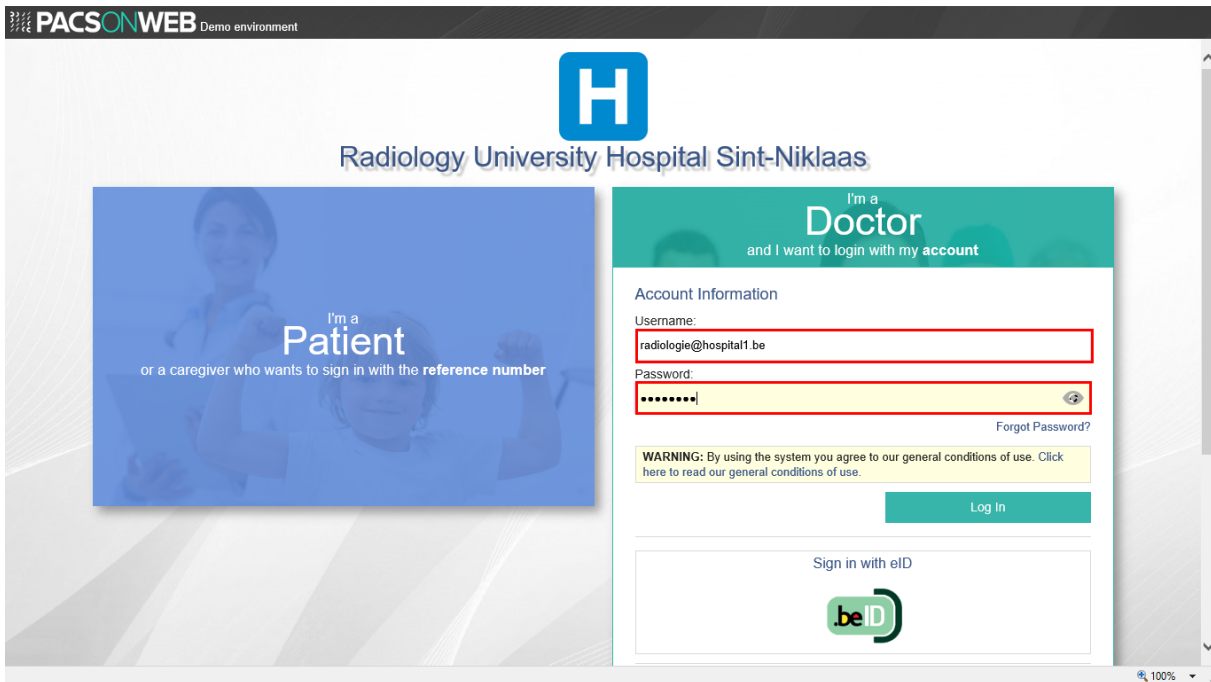 PACSONWEB Demo environment
H
Radiology University Hospital Sint-Niklaas
I'm a
Patient
or a caregiver who wants to sign in with the reference number
I'm a
Doctor
and I want to login with my account
Account Information
Username:
radiologie@hospital1.be
Password:
••••••••
Forgot Password?
WARNING: By using the system you agree to our general conditions of use. Click
here to read our general conditions of use.
Log In
Sign in with eID
.beID
100%